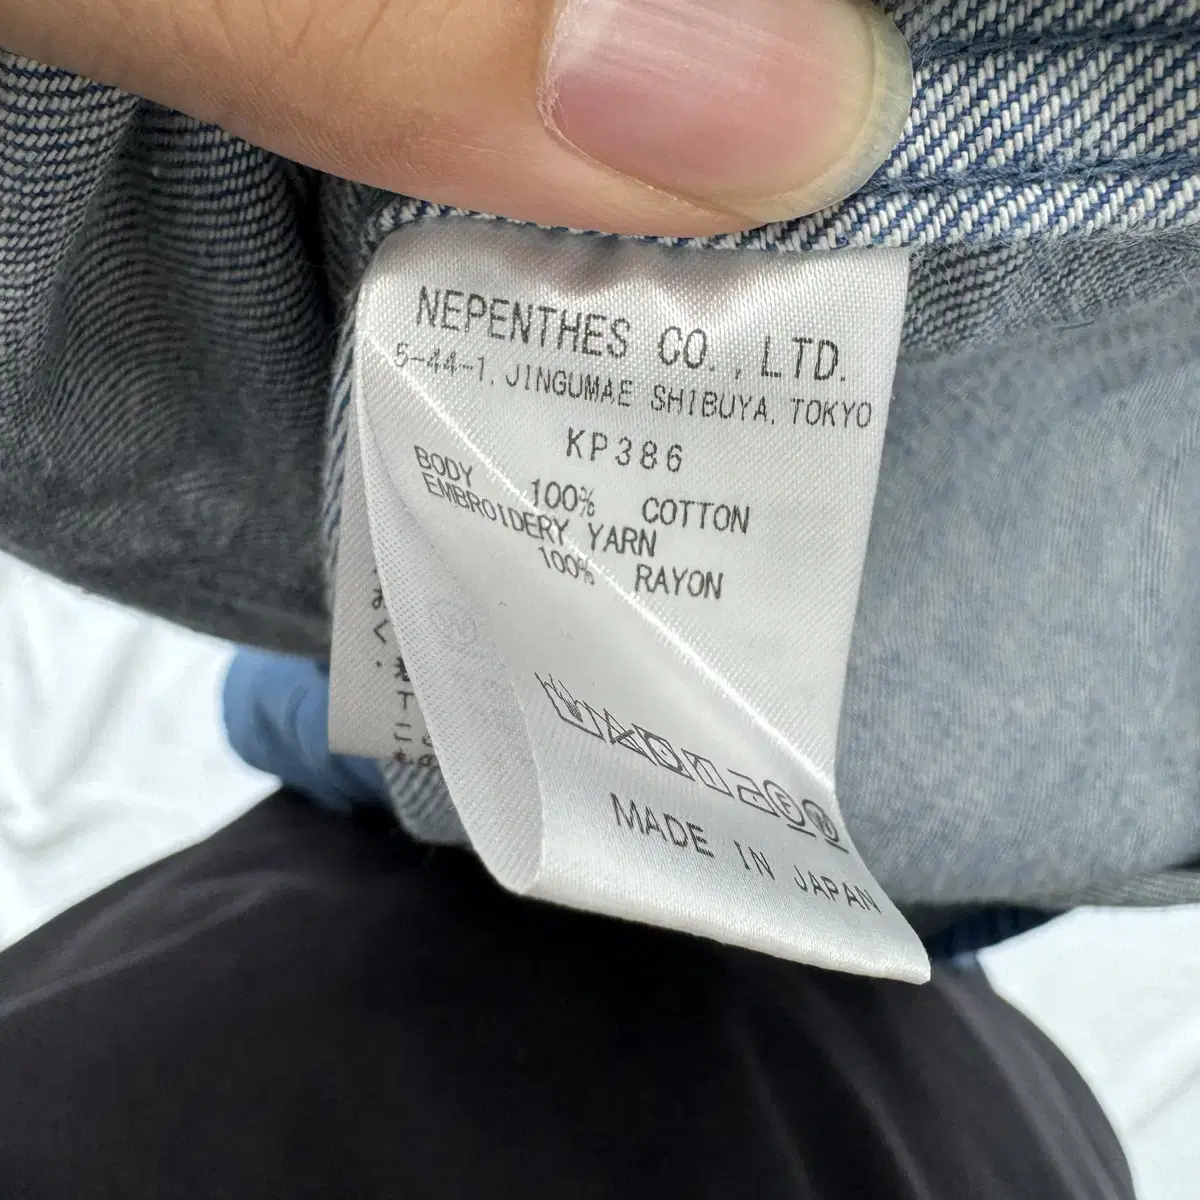 NEPENTHES CO., LTD.
5-44-1, JINGUMAE SHIBUYA, TOKYO
KP386
BODY
100% COTTON
EMBROIDERY YARN
100% RAYON
MADE IN JAPAN